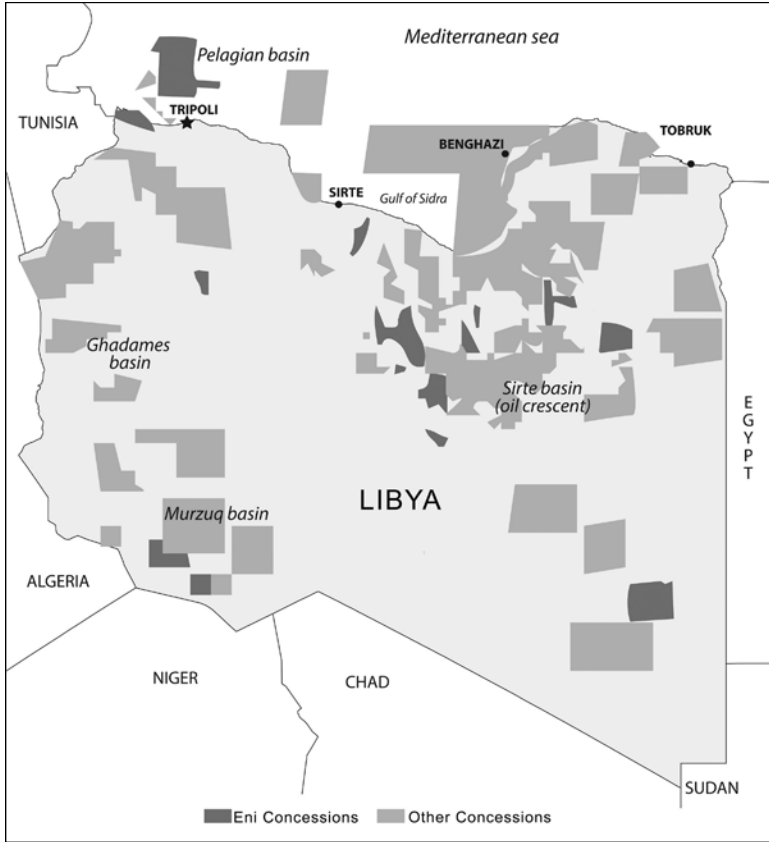 Mediterranean sea
Pelagian basin
TRIPOLI
TUNISIA
TOBRUK
BENGHAZI
SIRTE
Gulf of Sidra
Ghadames
basin
Sirte basin
(oil crescent)
EGYPT
LIBYA
Murzuq basin
ALGERIA
NIGER
CHAD
SUDAN
Eni Concessions
Other Concessions